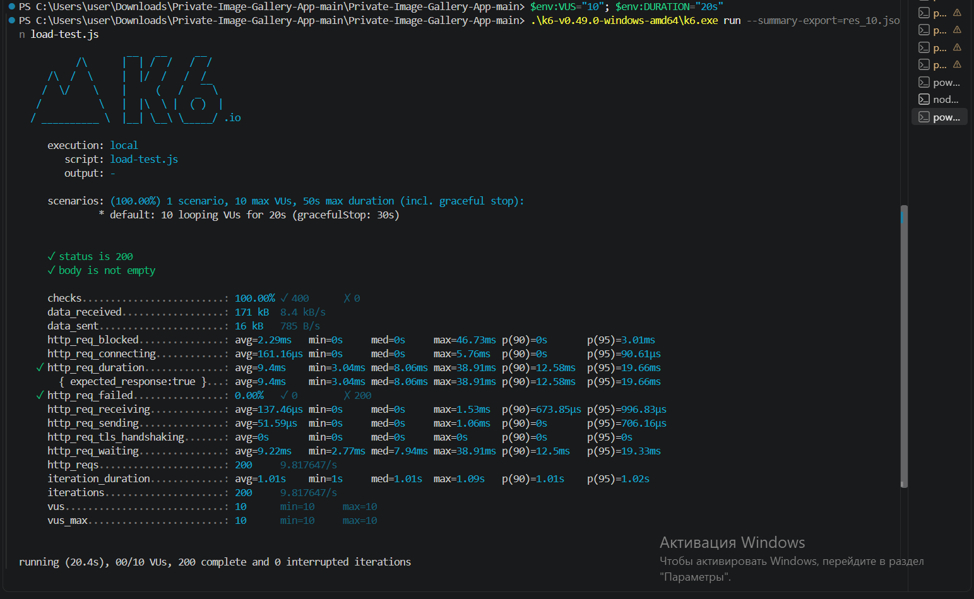 PS C:\Users\user\Downloads\Private-Image-Gallery-App-main\Private-Image-Gallery-App-main> $env:VUS="10"; $env:DURATION="20s"
PS C:\Users\user\Downloads\Private-Image-Gallery-App-main\Private-Image-Gallery-App-main> .\k6-v0.49.0-windows-amd64\k6.exe run --summary-export=res_10.jso
n load-test.js
.io
execution: local
script: load-test.js
output: -
scenarios: (100.00%) 1 scenario, 10 max VUs, 50s max duration (incl. graceful stop):
* default: 10 looping VUs for 20s (gracefulStop: 30s)
✓ status is 200
✓ body is not empty
checks.........................: 100.00% ✓ 400 ✗ 0
data_received..................: 171 kB 8.4 kB/s
data_sent......................: 16 kB 785 B/s
http_req_blocked...............: avg=2.29ms min=0s med=0s max=46.73ms p(90)=0s p(95)=3.01ms
http_req_connecting............: avg=161.16µs min=0s med=0s max=5.76ms p(90)=0s p(95)=90.61µs
✓ http_req_duration..............: avg=9.4ms min=3.04ms med=8.06ms max=38.91ms p(90)=12.58ms p(95)=19.66ms
{ expected_response:true }...: avg=9.4ms min=3.04ms med=8.06ms max=38.91ms p(90)=12.58ms p(95)=19.66ms
✓ http_req_failed................: 0.00% ✓ 0 ✗ 200
http_req_receiving.............: avg=137.46µs min=0s med=0s max=1.53ms p(90)=673.85µs p(95)=996.83µs
http_req_sending...............: avg=51.59µs min=0s med=0s max=1.06ms p(90)=0s p(95)=706.16µs
http_req_tls_handshaking.......: avg=0s min=0s med=0s max=0s p(90)=0s p(95)=0s
http_req_waiting...............: avg=9.22ms min=2.77ms med=7.94ms max=38.91ms p(90)=12.5ms p(95)=19.33ms
http_reqs......................: 200 9.817647/s
iteration_duration.............: avg=1.01s min=1s med=1.01s max=1.09s p(90)=1.01s p(95)=1.02s
iterations.....................: 200 9.817647/s
vus............................: 10 min=10 max=10
vus_max........................: 10 min=10 max=10
running (20.4s), 00/10 VUs, 200 complete and 0 interrupted iterations
p...
p...
p...
p...
pow...
nod...
pow...
Активация Windows
Чтобы активировать Windows, перейдите в раздел
"Параметры".